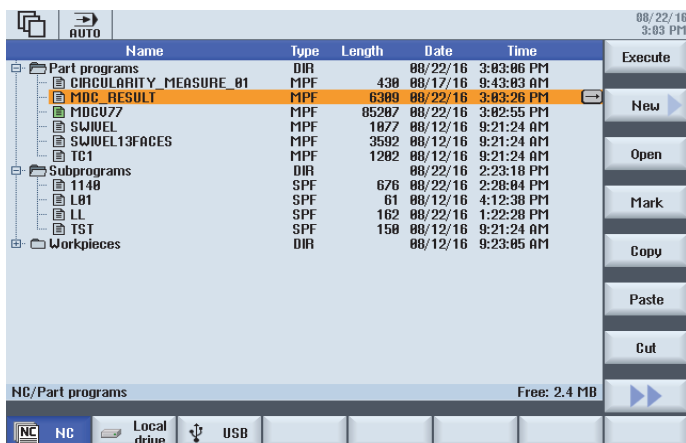 08/22/16
AUTO 3:03 PM
Name Type Length Date Time
Execute
Part programs DIR 08/22/16 3:03:06 PM
CIRCULARITY_MEASURE_01 MPF 430 08/17/16 9:43:03 AM
MDC_RESULT MPF 6309 08/22/16 3:03:26 PM
New
MDCV77 MPF 85207 08/22/16 3:02:55 PM
SWIVEL MPF 1077 08/12/16 9:21:24 AM
SWIVEL13FACES MPF 3592 08/12/16 9:21:24 AM
TC1 MPF 1202 08/12/16 9:21:24 AM
Open
Subprograms DIR 08/22/16 2:23:18 PM
1140 SPF 676 08/22/16 2:28:04 PM
L01 SPF 61 08/12/16 4:12:38 PM
Mark
LL SPF 162 08/22/16 1:22:28 PM
TST SPF 150 08/12/16 9:21:24 AM
Workpieces DIR 08/12/16 9:23:05 AM
Copy
Paste
Cut
NC/Part programs Free: 2.4 MB
NC NC Local drive USB